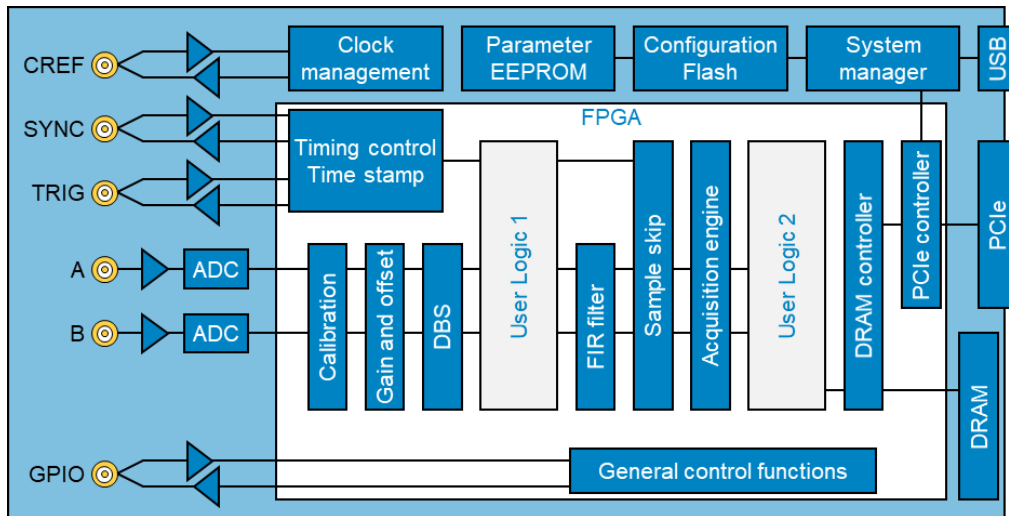 CREF
Clock
management
Parameter
EEPROM
Configuration
Flash
System
manager
USB
FPGA
SYNC
Timing control
Time stamp
TRIG
A
ADC
B
ADC
Calibration
Gain and offset
DBS
User Logic 1
FIR filter
Sample skip
Acquisition engine
User Logic 2
DRAM controller
PCIe controller
PCIe
DRAM
GPIO
General control functions